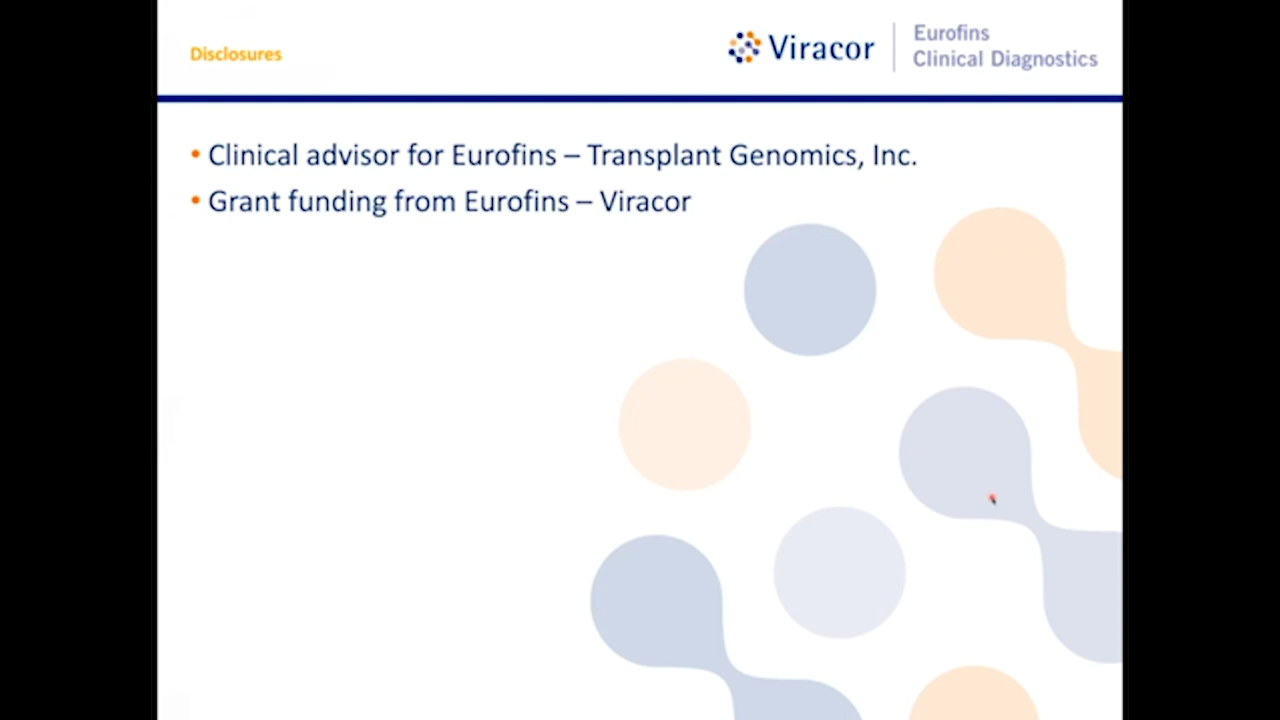 Disclosures
Viracor
Eurofins
Clinical Diagnostics
• Clinical advisor for Eurofins – Transplant Genomics, Inc.
• Grant funding from Eurofins – Viracor